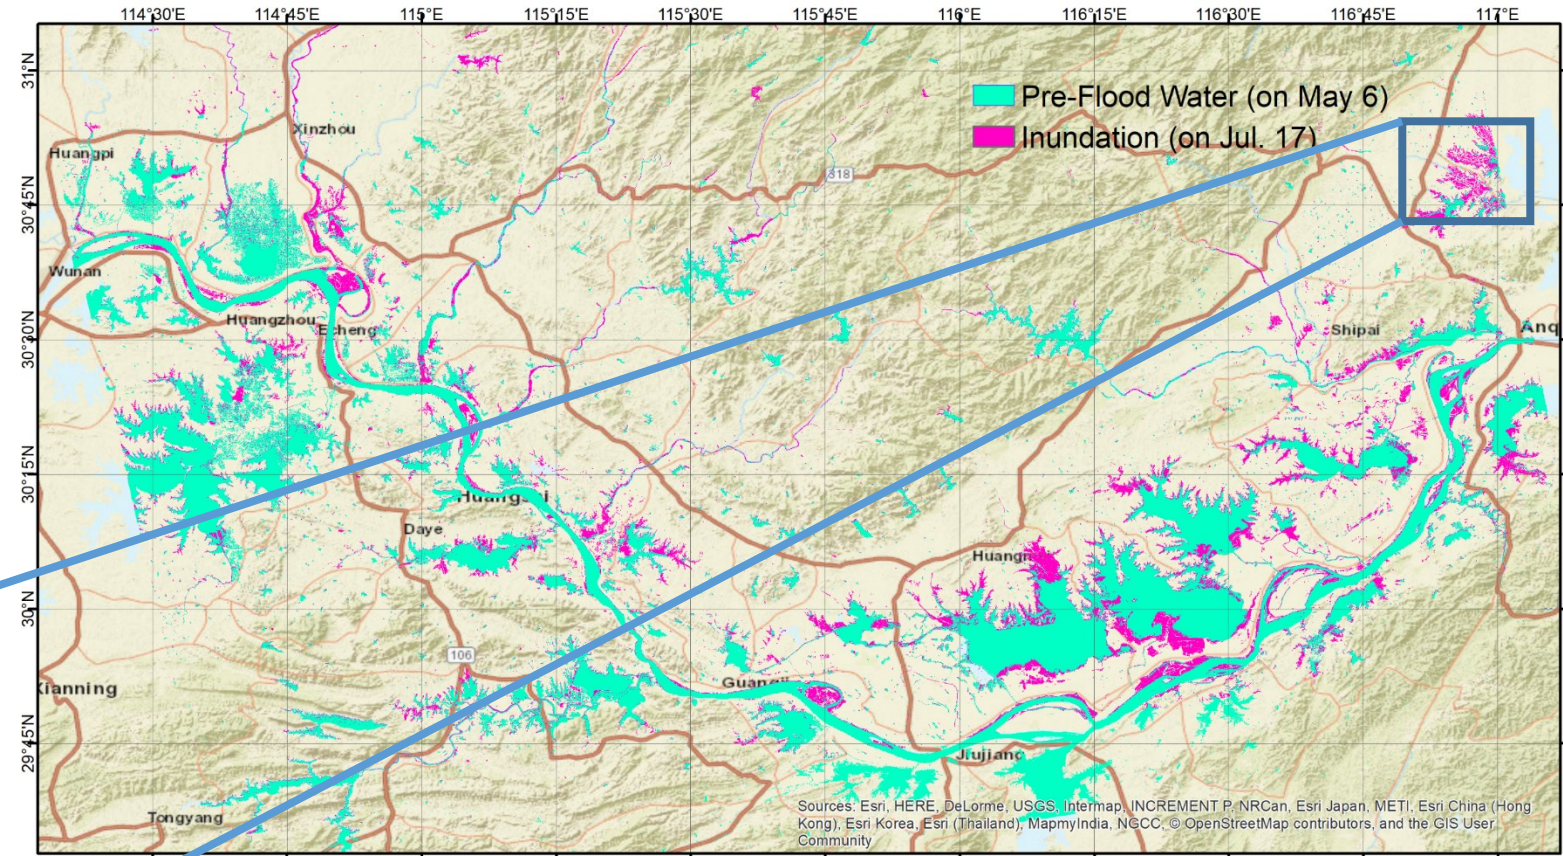 114°30'E 114°45'E 115°E 115°15'E 115°30'E 115°45'E 116°E 116°15'E 116°30'E 116°45'E 117°E
31°N
Pre-Flood Water (on May 6)
Inundation (on Jul. 17)
Xinzhou
Huangpi
318
30°45'N
Wunan
Huangzhou
Echeng
Shipai
Anq
30°30'N
30°15'N
Huangshi
Daye
Huangm
30°N
106
Guangji
Xianning
29°45'N
Jiujiang
Sources: Esri, HERE, DeLorme, USGS, Intermap, INCREMENT P, NRCan, Esri Japan, METI, Esri China (Hong
Kong), Esri Korea, Esri (Thailand), MapmyIndia, NGCC, © OpenStreetMap contributors, and the GIS User
Community
Tongyang